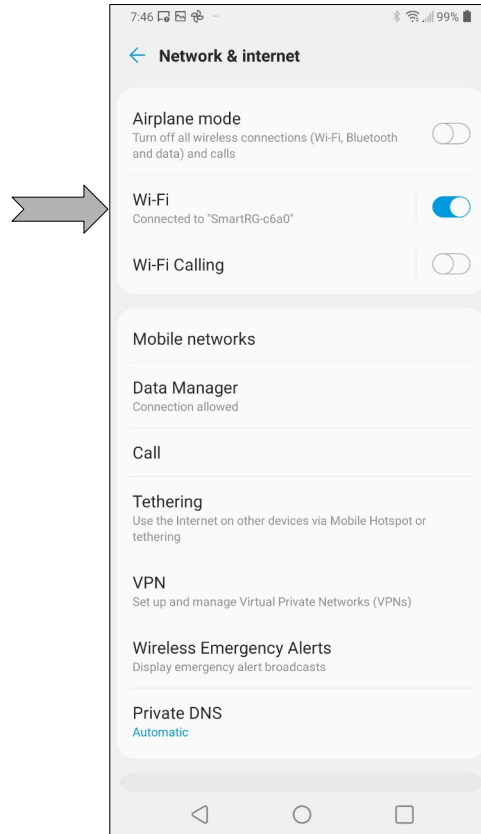 7:46
99%
Network & internet
Airplane mode
Turn off all wireless connections (Wi-Fi, Bluetooth
and data) and calls
Wi-Fi
Connected to "SmartRG-c6a0"
Wi-Fi Calling
Mobile networks
Data Manager
Connection allowed
Call
Tethering
Use the Internet on other devices via Mobile Hotspot or
tethering
VPN
Set up and manage Virtual Private Networks (VPNs)
Wireless Emergency Alerts
Display emergency alert broadcasts
Private DNS
Automatic